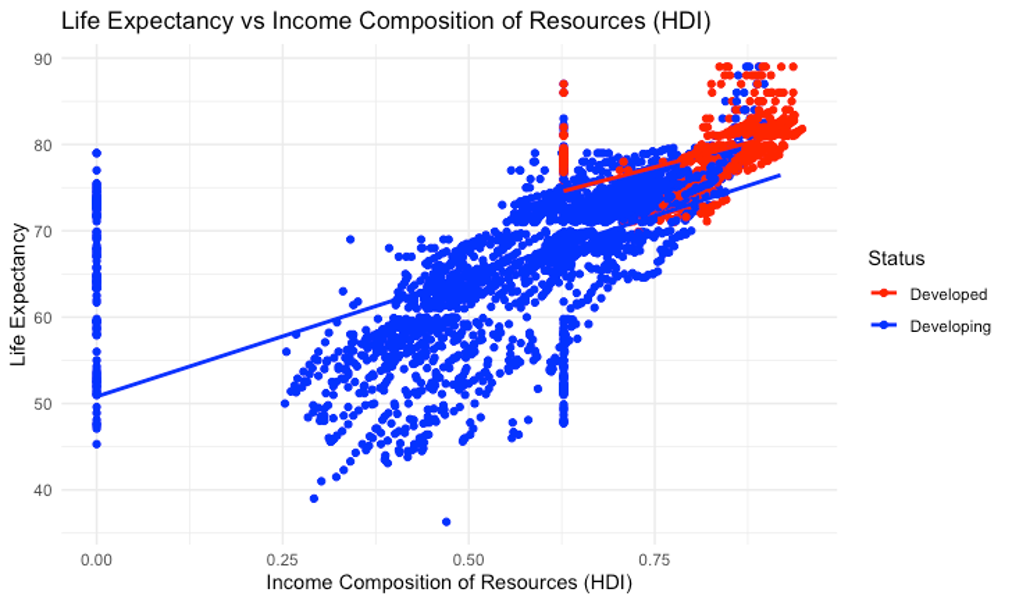 Life Expectancy vs Income Composition of Resources (HDI)
90
80
70
60
50
40
Life Expectancy
0.00 0.25 0.50 0.75
Income Composition of Resources (HDI)
Status
Developed
Developing